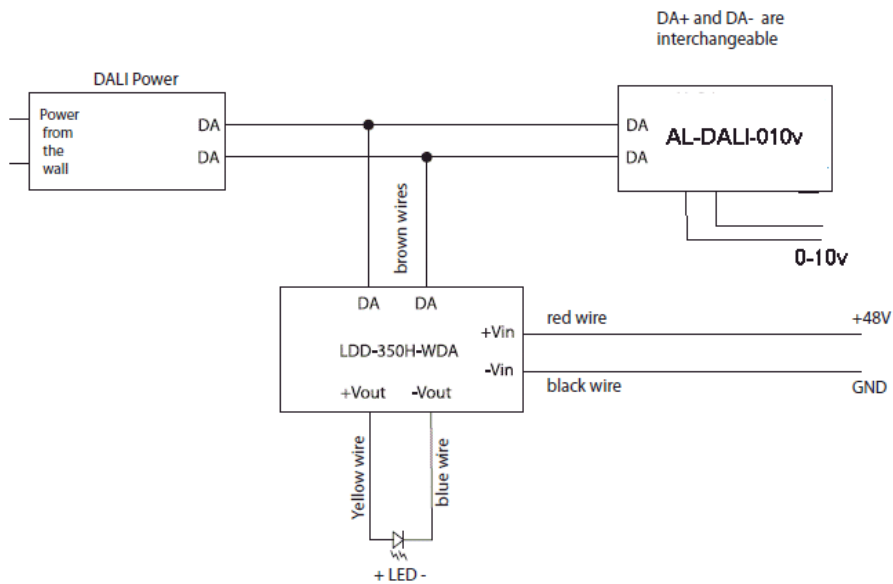 DA+ and DA- are
intercheangeable
DALI Power
Power
from
the
wall
DA
DA
DA
DA
AL-DALI-010v
0-10v
brown wires
DA DA
LDD-350H-WDA
+Vin
-Vin
+Vout -Vout
red wire
+48V
black wire
GND
Yellow wire
blue wire
+ LED -